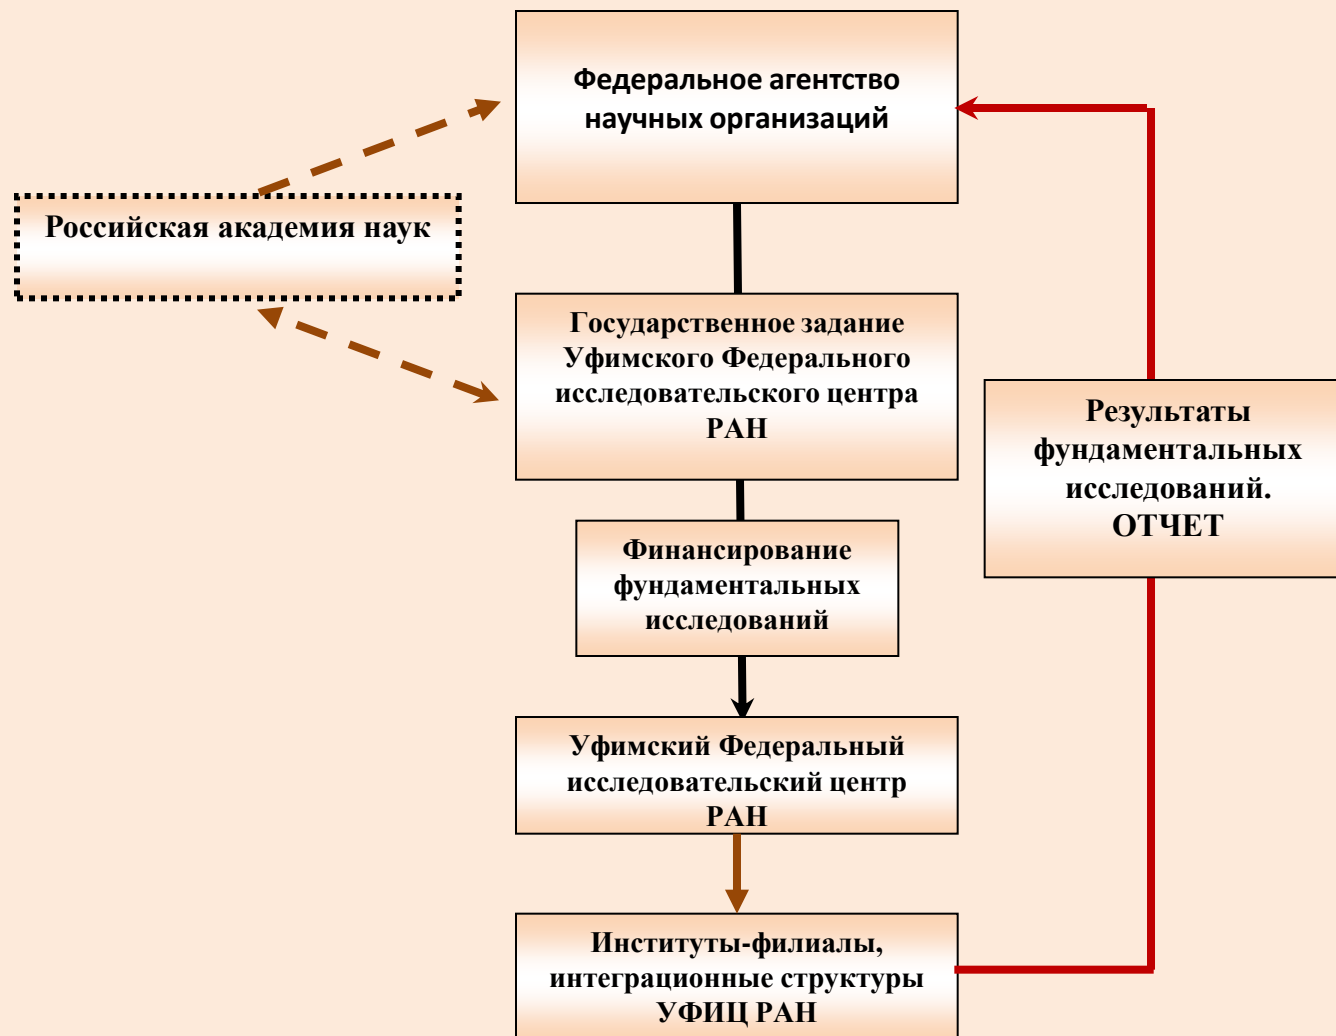 Федеральное агентство
научных организаций
Российская академия наук
Государственное задание
Уфимского Федерального
исследовательского центра
РАН
Результаты
фундаментальных
исследований.
ОТЧЕТ
Финансирование
фундаментальных
исследований
Уфимский Федеральный
исследовательский центр
РАН
Институты-филиалы,
интеграционные структуры
УФИЦ РАН